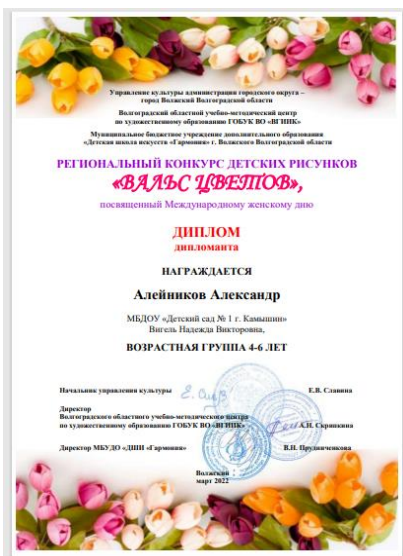 Управление культуры администрации городского округа –
город Волжский Волгоградской области
Волгоградский областной учебно-методический центр
по художественному образованию ГОБУК ВО «ВГИИК»
Муниципальное бюджетное учреждение дополнительного образования
«Детская школа искусств «Гармония» г. Волжского Волгоградской области
РЕГИОНАЛЬНЫЙ КОНКУРС ДЕТСКИХ РИСУНКОВ
«ВАЛЬС ЦВЕТОВ»,
посвященный Международному женскому дню
ДИПЛОМ
дипломанта
НАГРАЖДАЕТСЯ
Алейников Александр
МБДОУ «Детский сад № 1 г. Камышин»
Вигель Надежда Викторовна,
ВОЗРАСТНАЯ ГРУППА 4-6 ЛЕТ
Начальник управления культуры Е.В. Славина
Директор
Волгоградского областного учебно-методического центра
по художественному образованию ГОБУК ВО «ВГИИК» А.Н. Скрипкина
Директор МБУДО «ДШИ «Гармония» В.Н. Прудниченкова
Волжский
март 2022